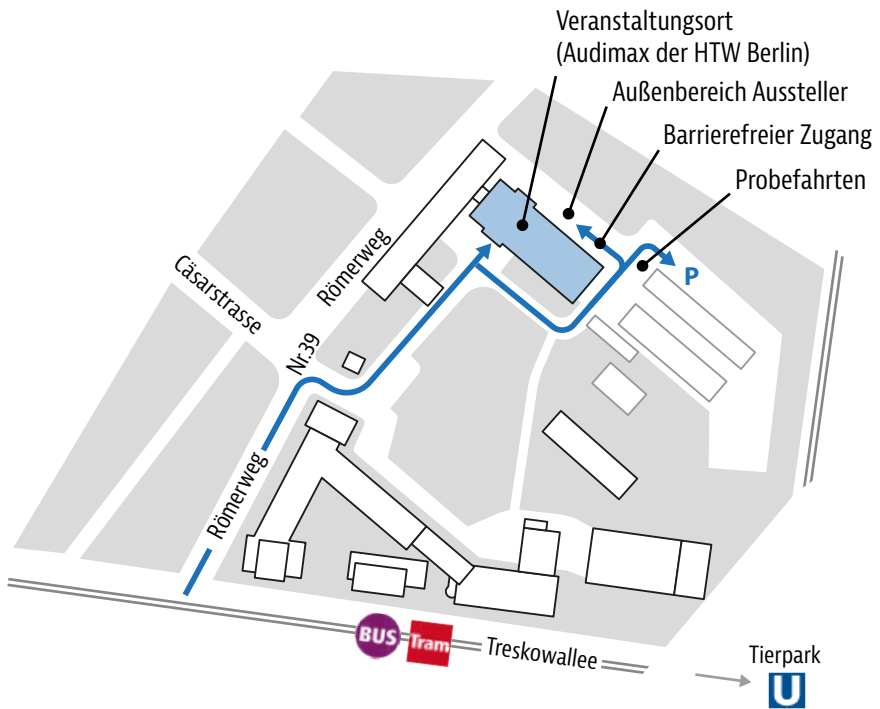 Veranstaltungsort
(Audimax der HTW Berlin)
Außenbereich Aussteller
Barrierefreier Zugang
Probefahrten
P
Cäsarstrasse
Römerweg
Nr.39
Römerweg
BUS
Tram
Treskowallee
Tierpark
U